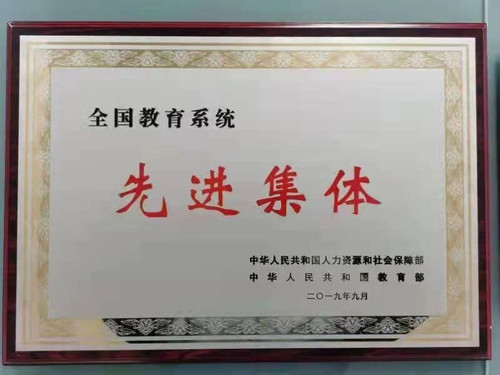 全国教育系统
先进集体
中华人民共和国人力资源和社会保障部
中华人民共和国教育部
二〇一九年九月